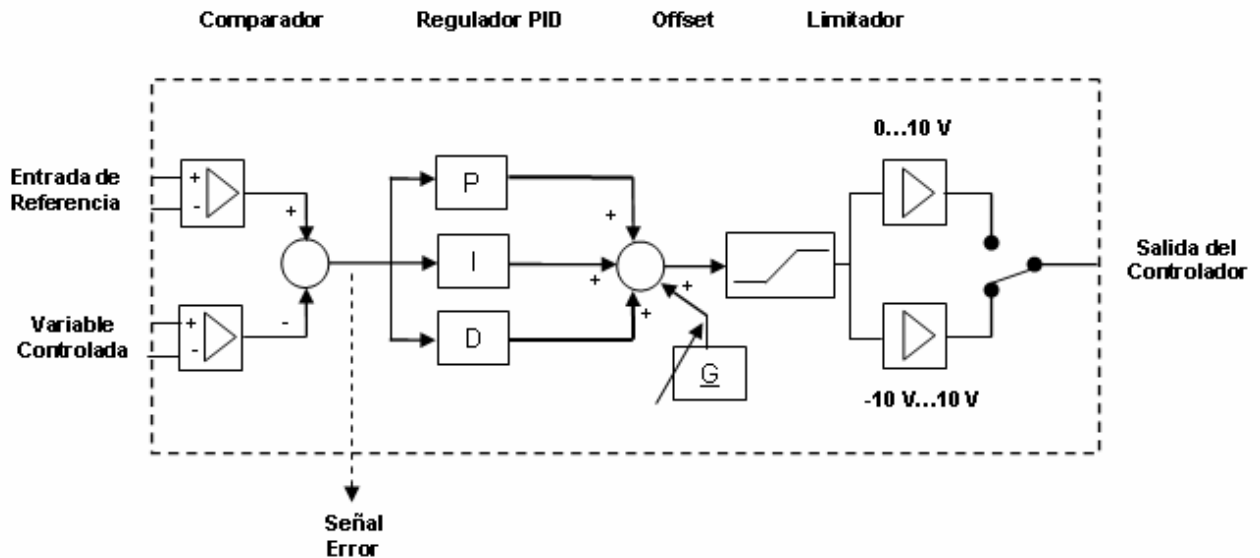 Comparador Regulador PID Offset Limitador
0...10 V
Entrada de
Referencia
+
-
+
P
+
I
+
+
Salida del
Controlador
Variable
Controlada
+
-
-
D
+
G
-10 V...10 V
Señal
Error